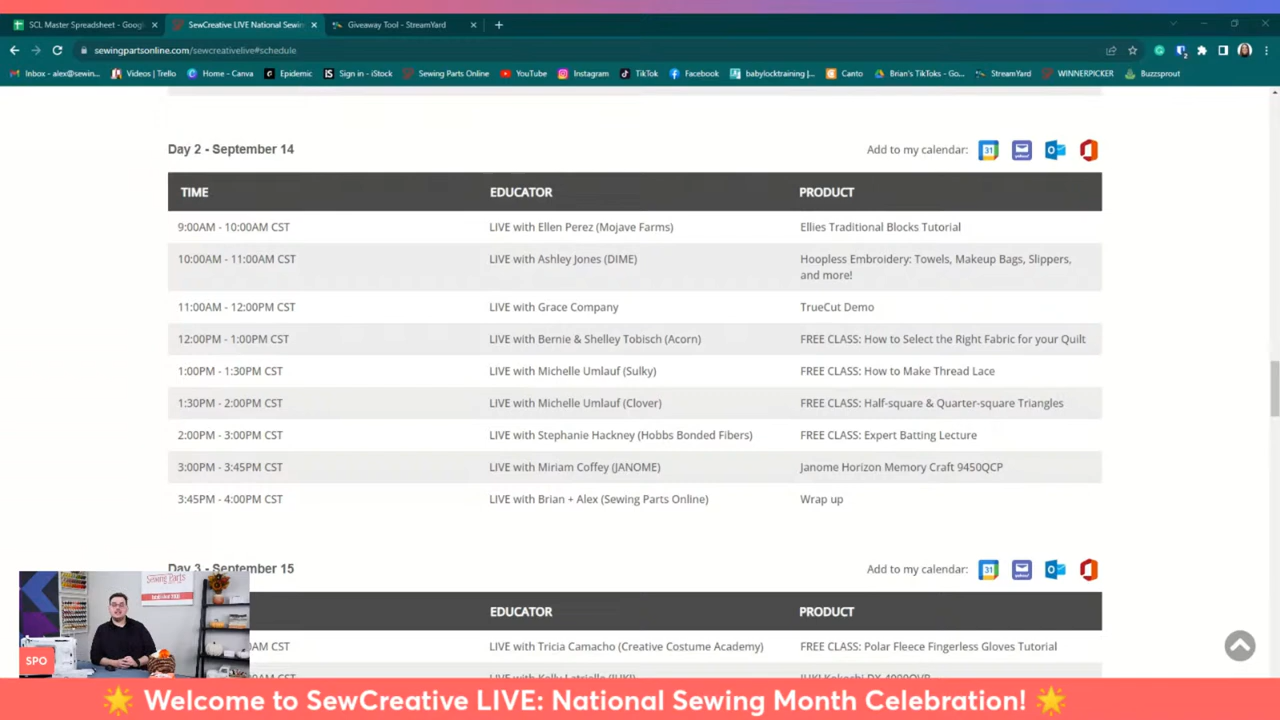 SCL Master Spreadsheet - Googl
SewCreative LIVE National Sewin
Giveaway Tool - StreamYard
sewingpartsonline.com/sewcreativelive#schedule
Inbox - alex@sewin...
Videos | Trello
Home - Canva
Epidemic
Sign in - iStock
Sewing Parts Online
YouTube
Instagram
TikTok
Facebook
babylocktraining |...
Canto
Brian's TikToks - Go...
StreamYard
WINNERPICKER
Buzzsprout
Day 2 - September 14
Add to my calendar:
TIME EDUCATOR PRODUCT
9:00AM - 10:00AM CST LIVE with Ellen Perez (Mojave Farms) Ellies Traditional Blocks Tutorial
10:00AM - 11:00AM CST LIVE with Ashley Jones (DIME) Hoopless Embroidery: Towels, Makeup Bags, Slippers,
and more!
11:00AM - 12:00PM CST LIVE with Grace Company TrueCut Demo
12:00PM - 1:00PM CST LIVE with Bernie & Shelley Tobisch (Acorn) FREE CLASS: How to Select the Right Fabric for your Quilt
1:00PM - 1:30PM CST LIVE with Michelle Umlauf (Sulky) FREE CLASS: How to Make Thread Lace
1:30PM - 2:00PM CST LIVE with Michelle Umlauf (Clover) FREE CLASS: Half-square & Quarter-square Triangles
2:00PM - 3:00PM CST LIVE with Stephanie Hackney (Hobbs Bonded Fibers) FREE CLASS: Expert Batting Lecture
3:00PM - 3:45PM CST LIVE with Miriam Coffey (JANOME) Janome Horizon Memory Craft 9450QCP
3:45PM - 4:00PM CST LIVE with Brian + Alex (Sewing Parts Online) Wrap up
Day 3 - September 15
Add to my calendar:
EDUCATOR PRODUCT
AM CST LIVE with Tricia Camacho (Creative Costume Academy) FREE CLASS: Polar Fleece Fingerless Gloves Tutorial
Sewing Parts
SPO
🌟 Welcome to SewCreative LIVE: National Sewing Month Celebration! 🌟